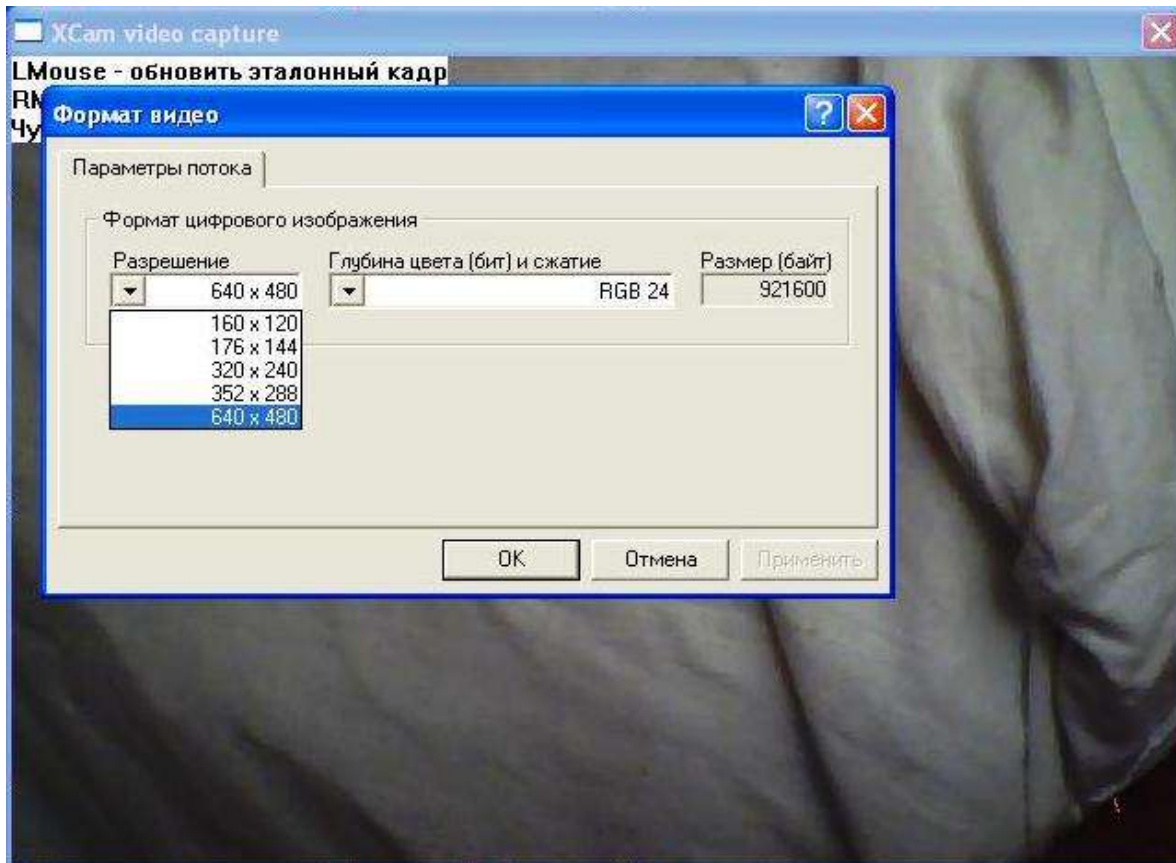 XCam video capture
LMouse - обновить эталонный кадр
Формат видео
Параметры потока
Формат цифрового изображения
Разрешение Глубина цвета (бит) и сжатие Размер (байт)
640 x 480 RGB 24 921600
160 x 120
176 x 144
320 x 240
352 x 288
640 x 480
OK Отмена Применить